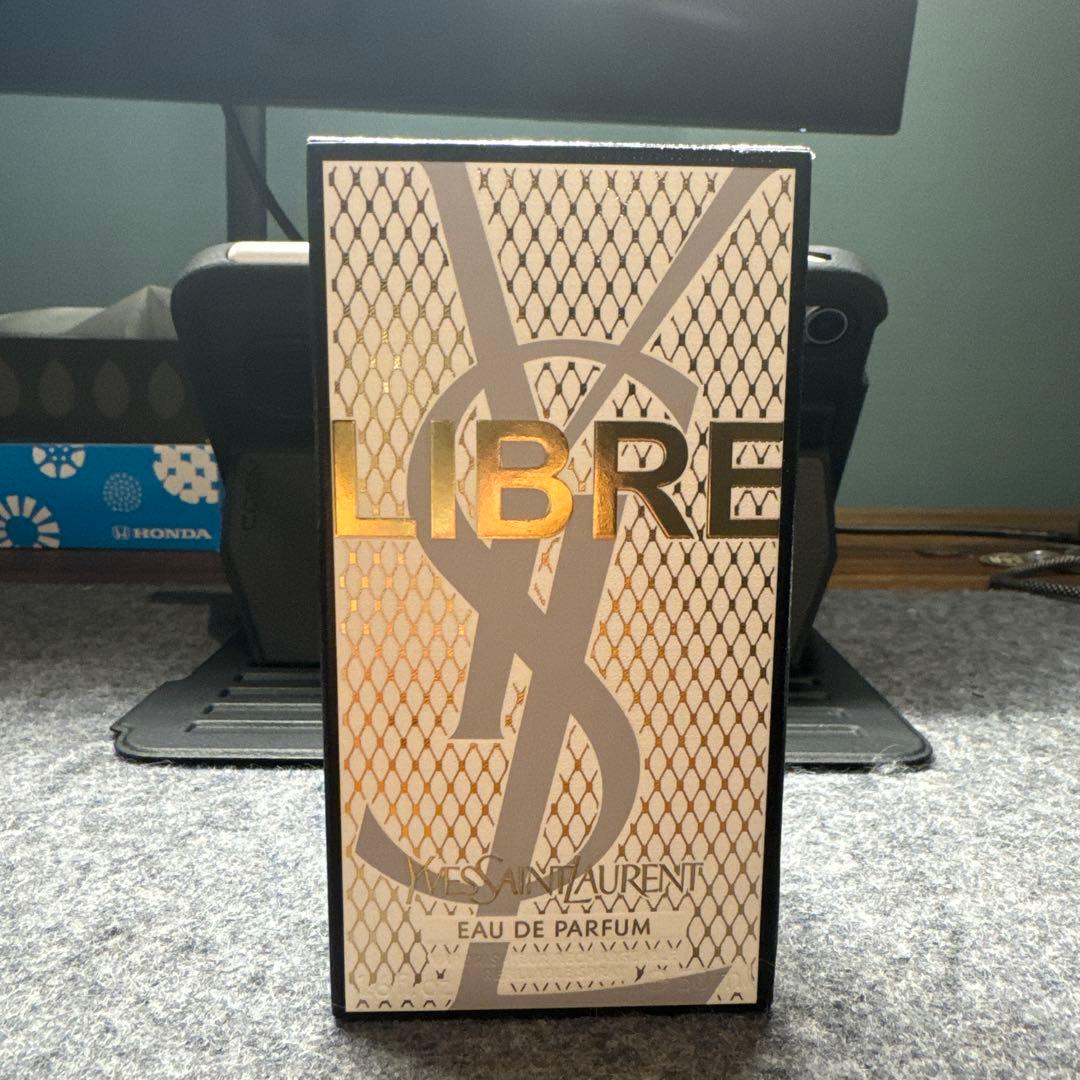 LIBRE
HONDA
YVESSAINTLAURENT
EAU DE PARFUM